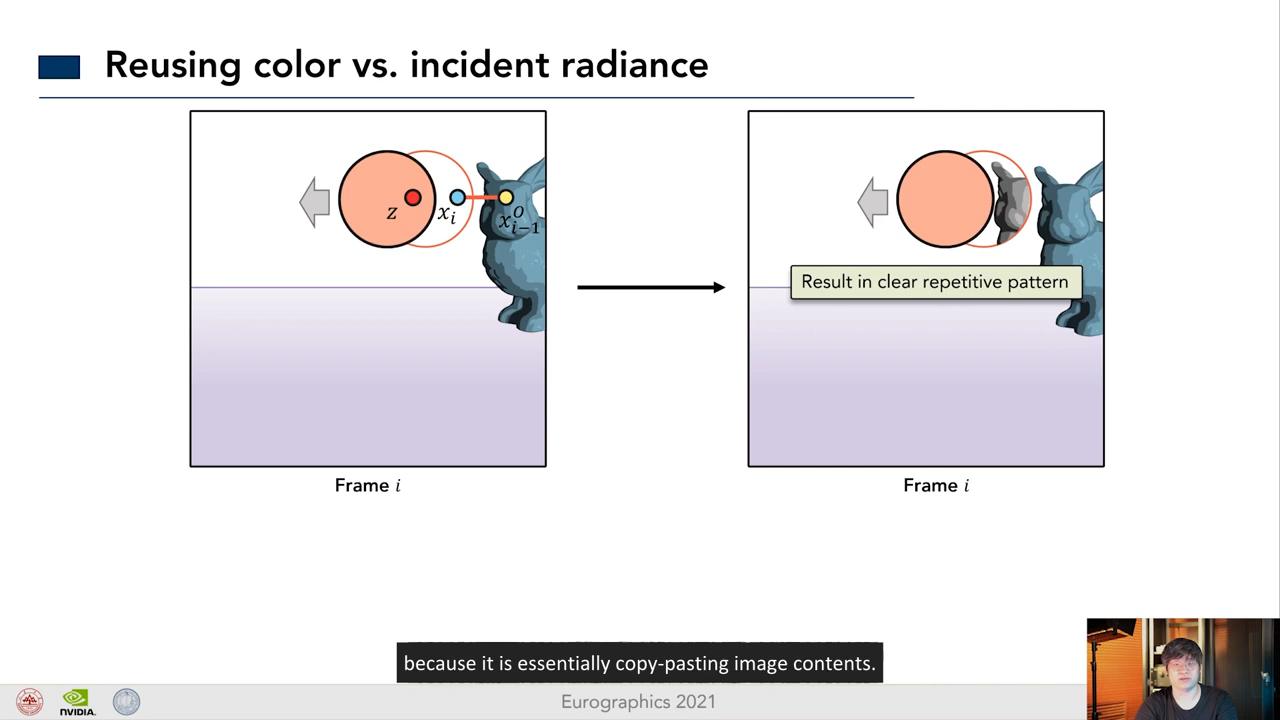 Reusing color vs. incident radiance
z
x_i
x^O_{i−1}
Result in clear repetitive pattern
Frame i
Frame i
because it is essentially copy-pasting image contents.
NVIDIA.
Eurographics 2021